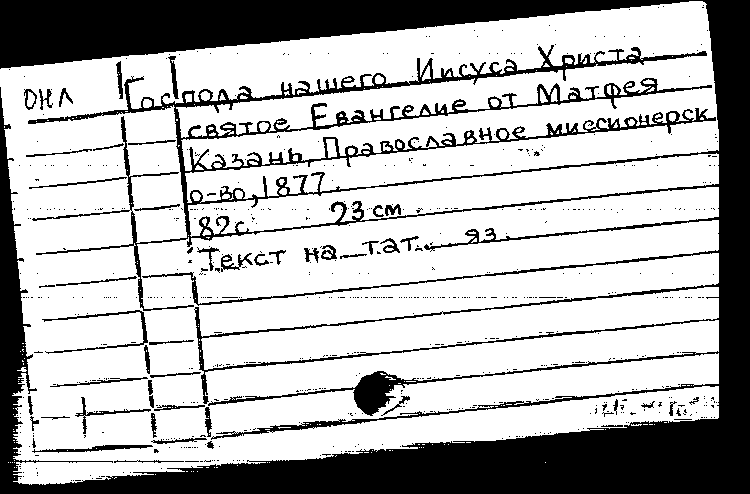 ОНЛ Господа нашего Иисуса Христа
святое Евангелие от Матфея
Казань, Православное миссионерск
о-во, 1877.
82с. 23 см.
Текст на тат. яз.